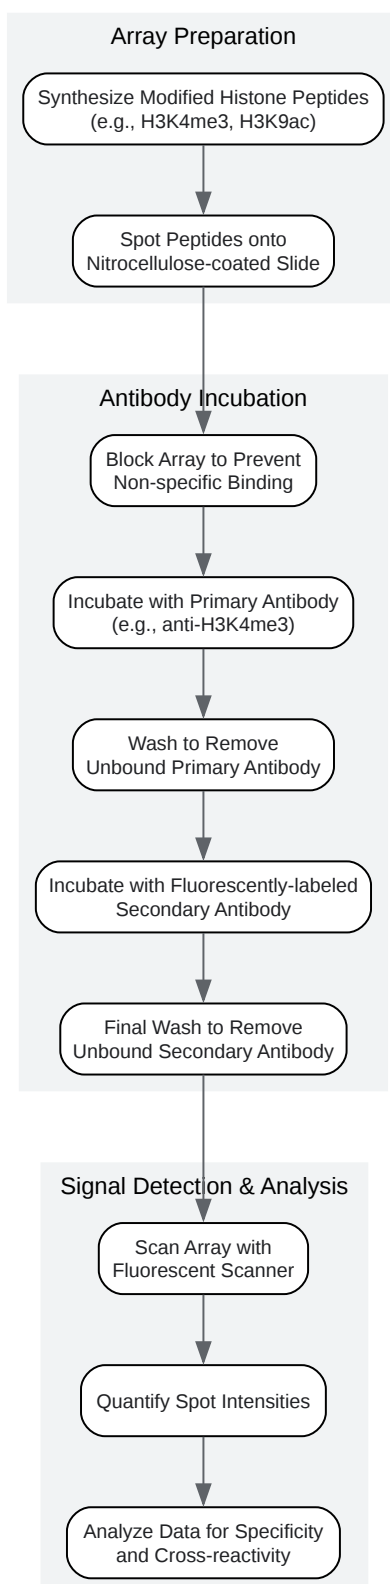 Array Preparation
Synthesize Modified Histone Peptides
(e.g., H3K4me3, H3K9ac)
Spot Peptides onto
Nitrocellulose-coated Slide
Antibody Incubation
Block Array to Prevent
Non-specific Binding
Incubate with Primary Antibody
(e.g., anti-H3K4me3)
Wash to Remove
Unbound Primary Antibody
Incubate with Fluorescently-labeled
Secondary Antibody
Final Wash to Remove
Unbound Secondary Antibody
Signal Detection & Analysis
Scan Array with
Fluorescent Scanner
Quantify Spot Intensities
Analyze Data for Specificity
and Cross-reactivity